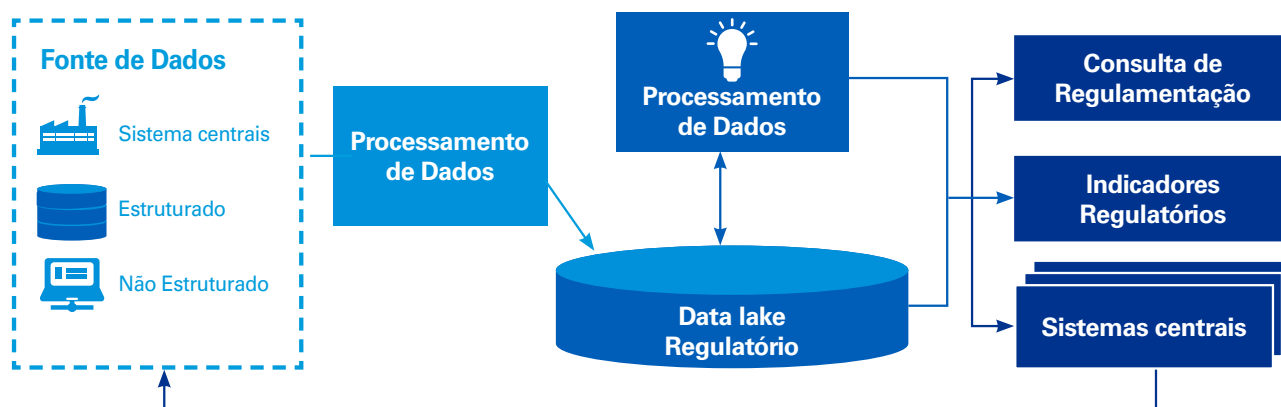 Fonte de Dados
Sistema centrais
Estruturado
Não Estruturado
Processamento
de Dados
Processamento
de Dados
Data lake
Regulatório
Consulta de
Regulamentação
Indicadores
Regulatórios
Sistemas centrais